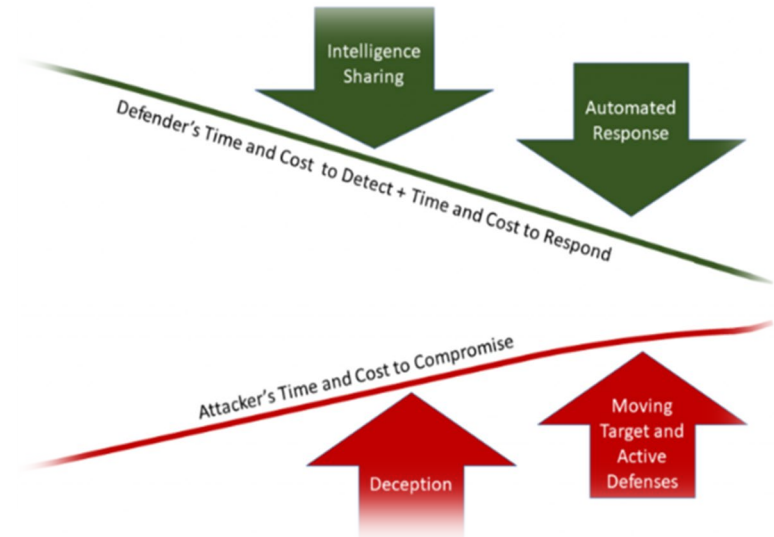 Intelligence
Sharing
Automated
Response
Defender's Time and Cost to Detect + Time and Cost to Respond
Attacker's Time and Cost to Compromise
Deception
Moving
Target and
Active
Defenses